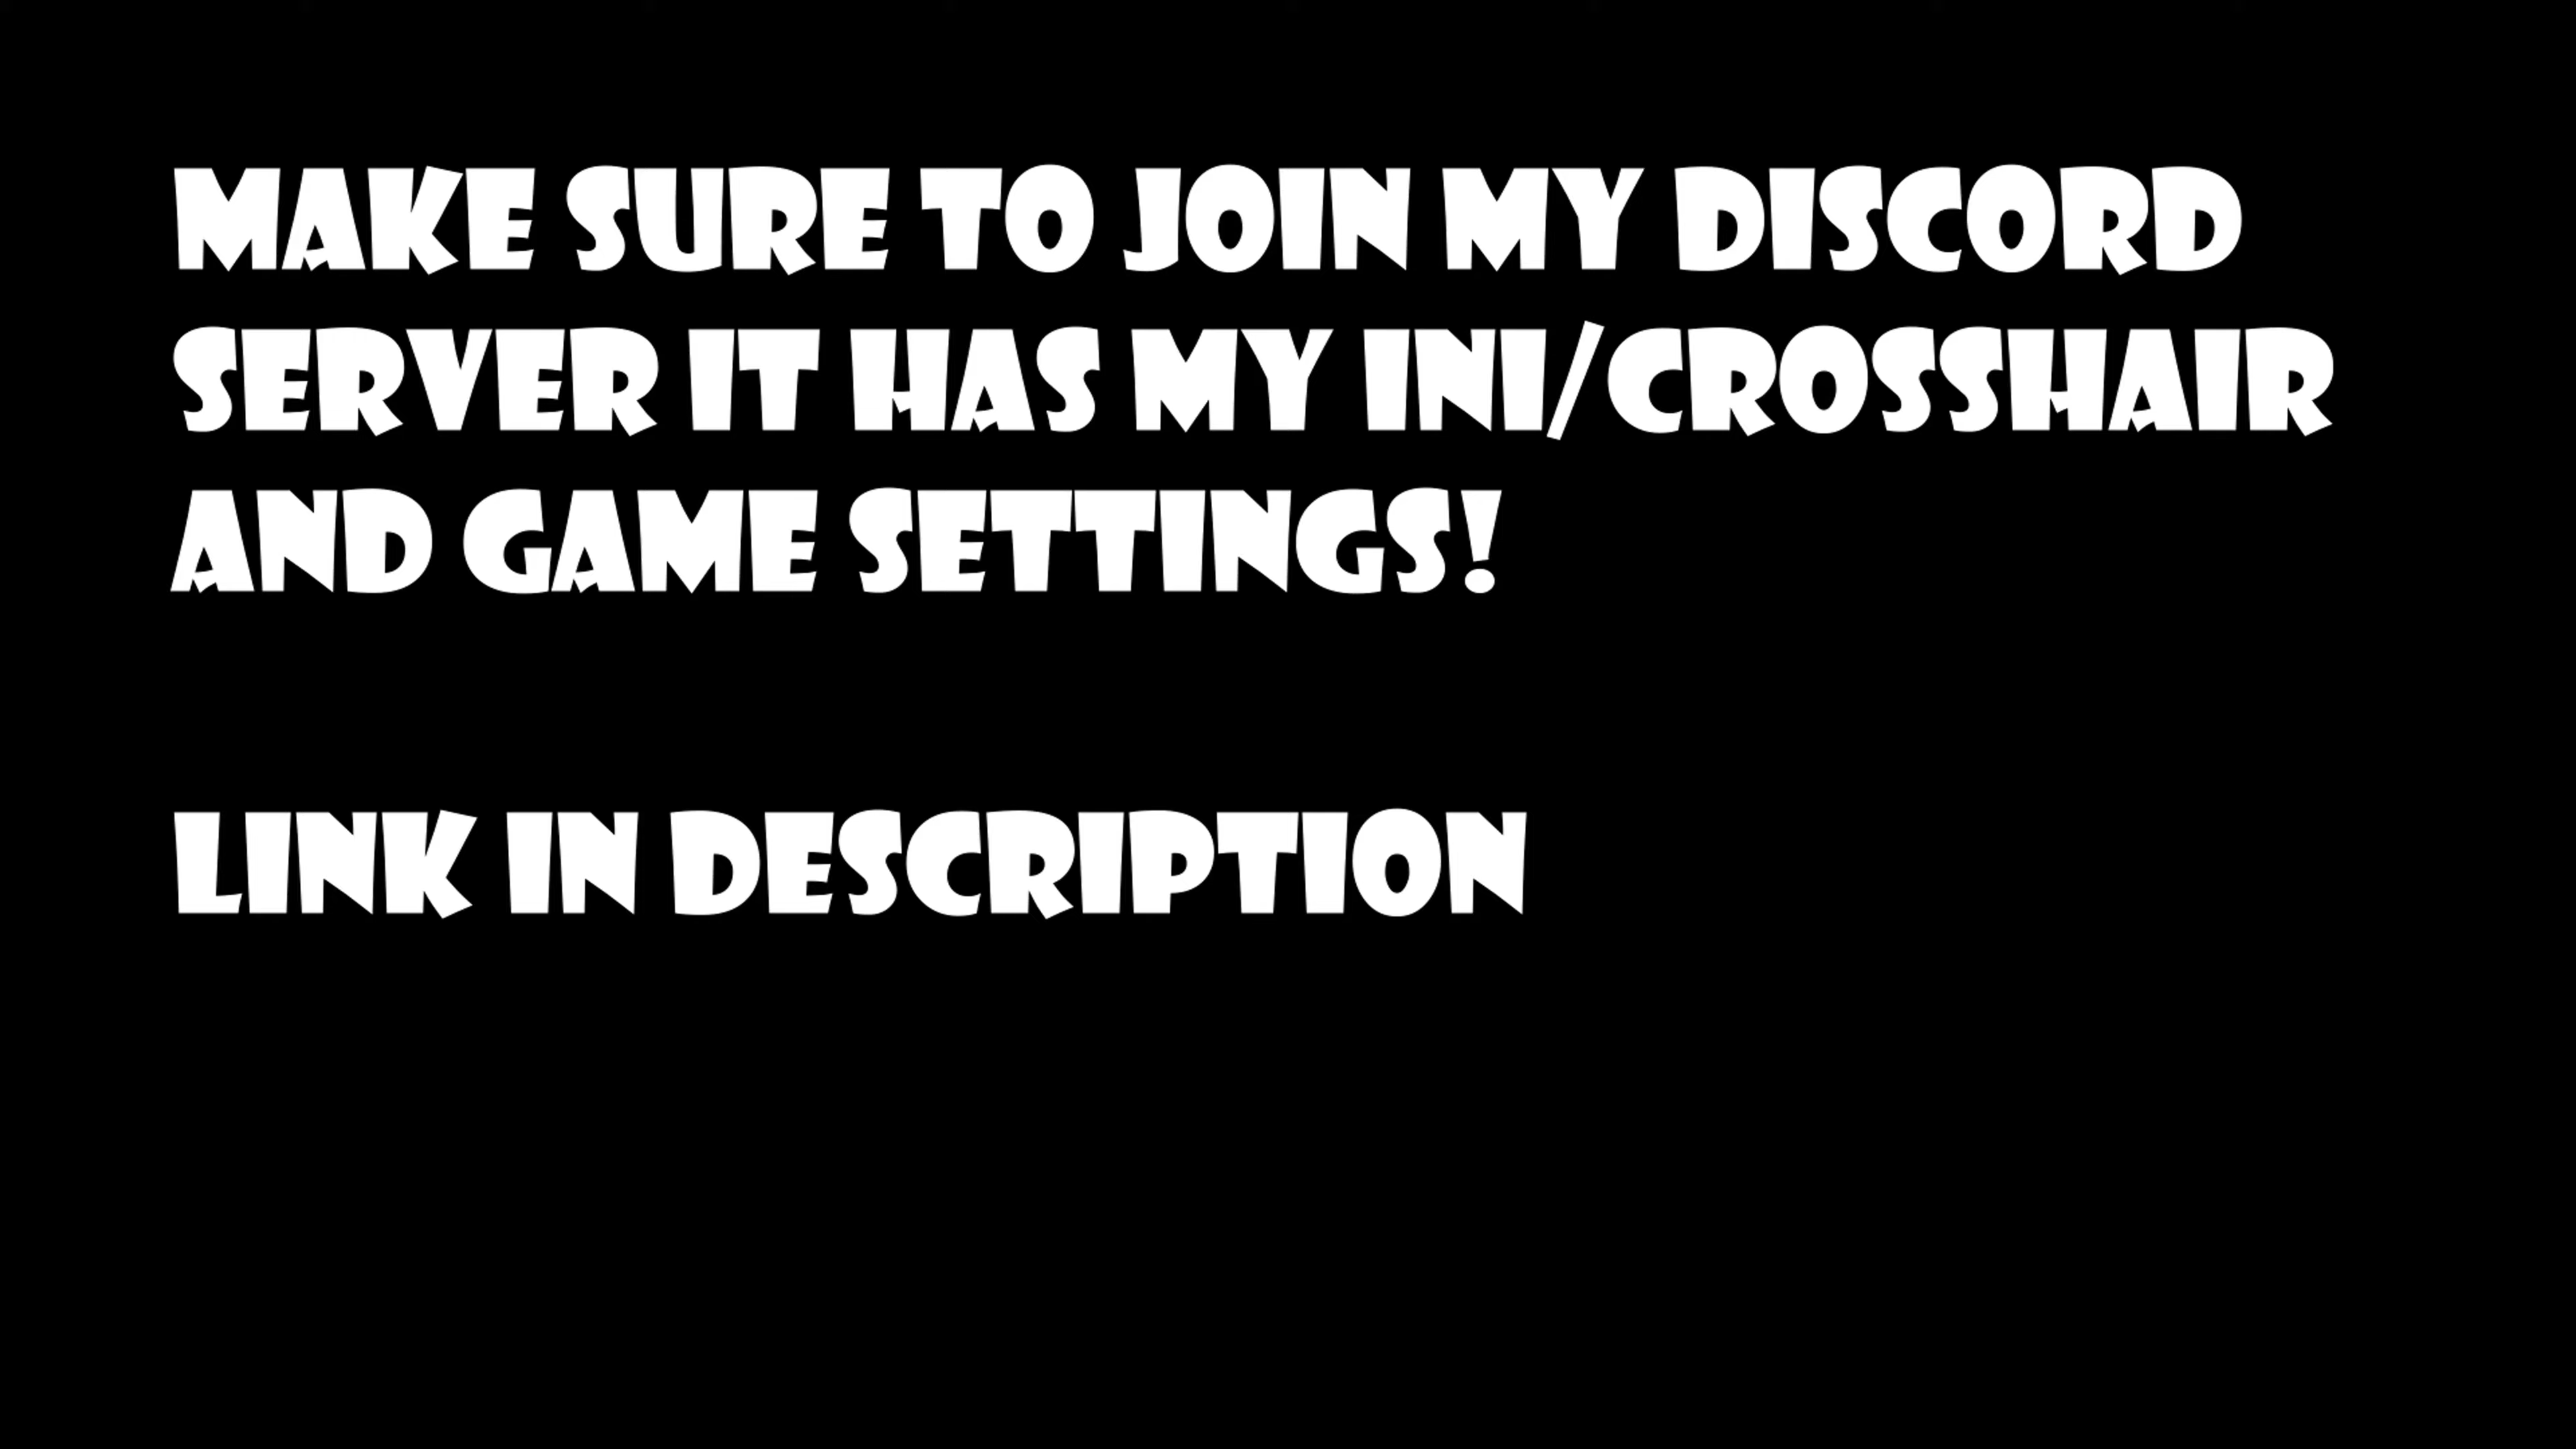 MAKE SURE TO JOIN MY DISCORD
SERVER IT HAS MY INI/CROSSHAIR
AND GAME SETTINGS!
LINK IN DESCRIPTION